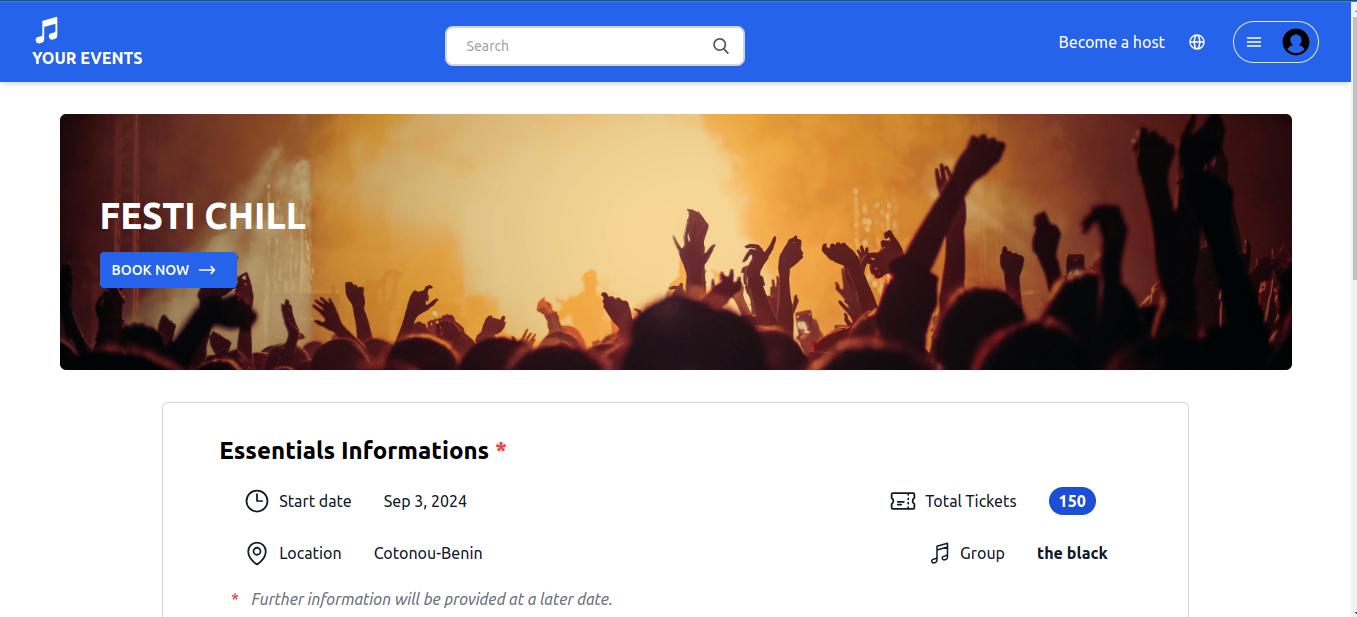 YOUR EVENTS
Search
Become a host
FESTI CHILL
BOOK NOW
Essentials Informations *
Start date Sep 3, 2024 Total Tickets 150
Location Cotonou-Benin Group the black
* Further information will be provided at a later date.